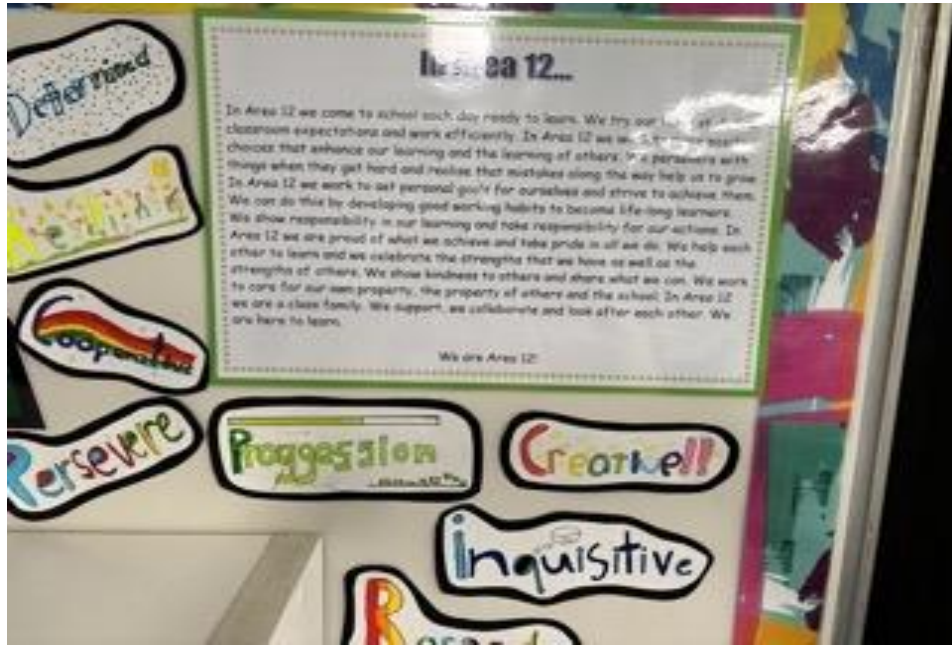 In Area 12...
In Area 12 we come to school each day ready to learn. We try our
classroom expectations and work efficiently. In Area 12 we
choices that enhance our learning and the learning of others. We persevere with
things when they get hard and realise that mistakes along the way help us to grow.
In Area 12 we work to set personal goals for ourselves and strive to achieve them.
We can do this by developing good working habits to become life-long learners.
We show responsibility in our learning and take responsibility for our actions. In
Area 12 we are proud of what we achieve and take pride in all we do. We help each
other to learn and we celebrate the strengths that we have as well as the
strengths of others. We show kindness to others and share what we can. We work
to care for our own property, the property of others and the school. In Area 12
we are a class family. We support, we collaborate and look after each other. We
are here to learn.
We are Area 12!
Determined
Persevere
Proggession
Inquisitive